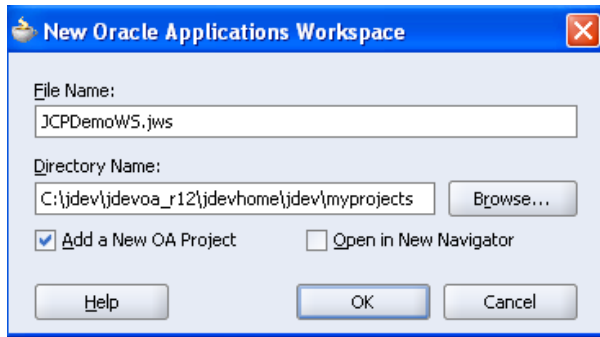 New Oracle Applications Workspace
File Name:
JCPDemoWS.jws
Directory Name:
C:\jdev\jdevoa_r12\jdevhome\jdev\myprojects Browse...
Add a New OA Project Open in New Navigator
Help OK Cancel